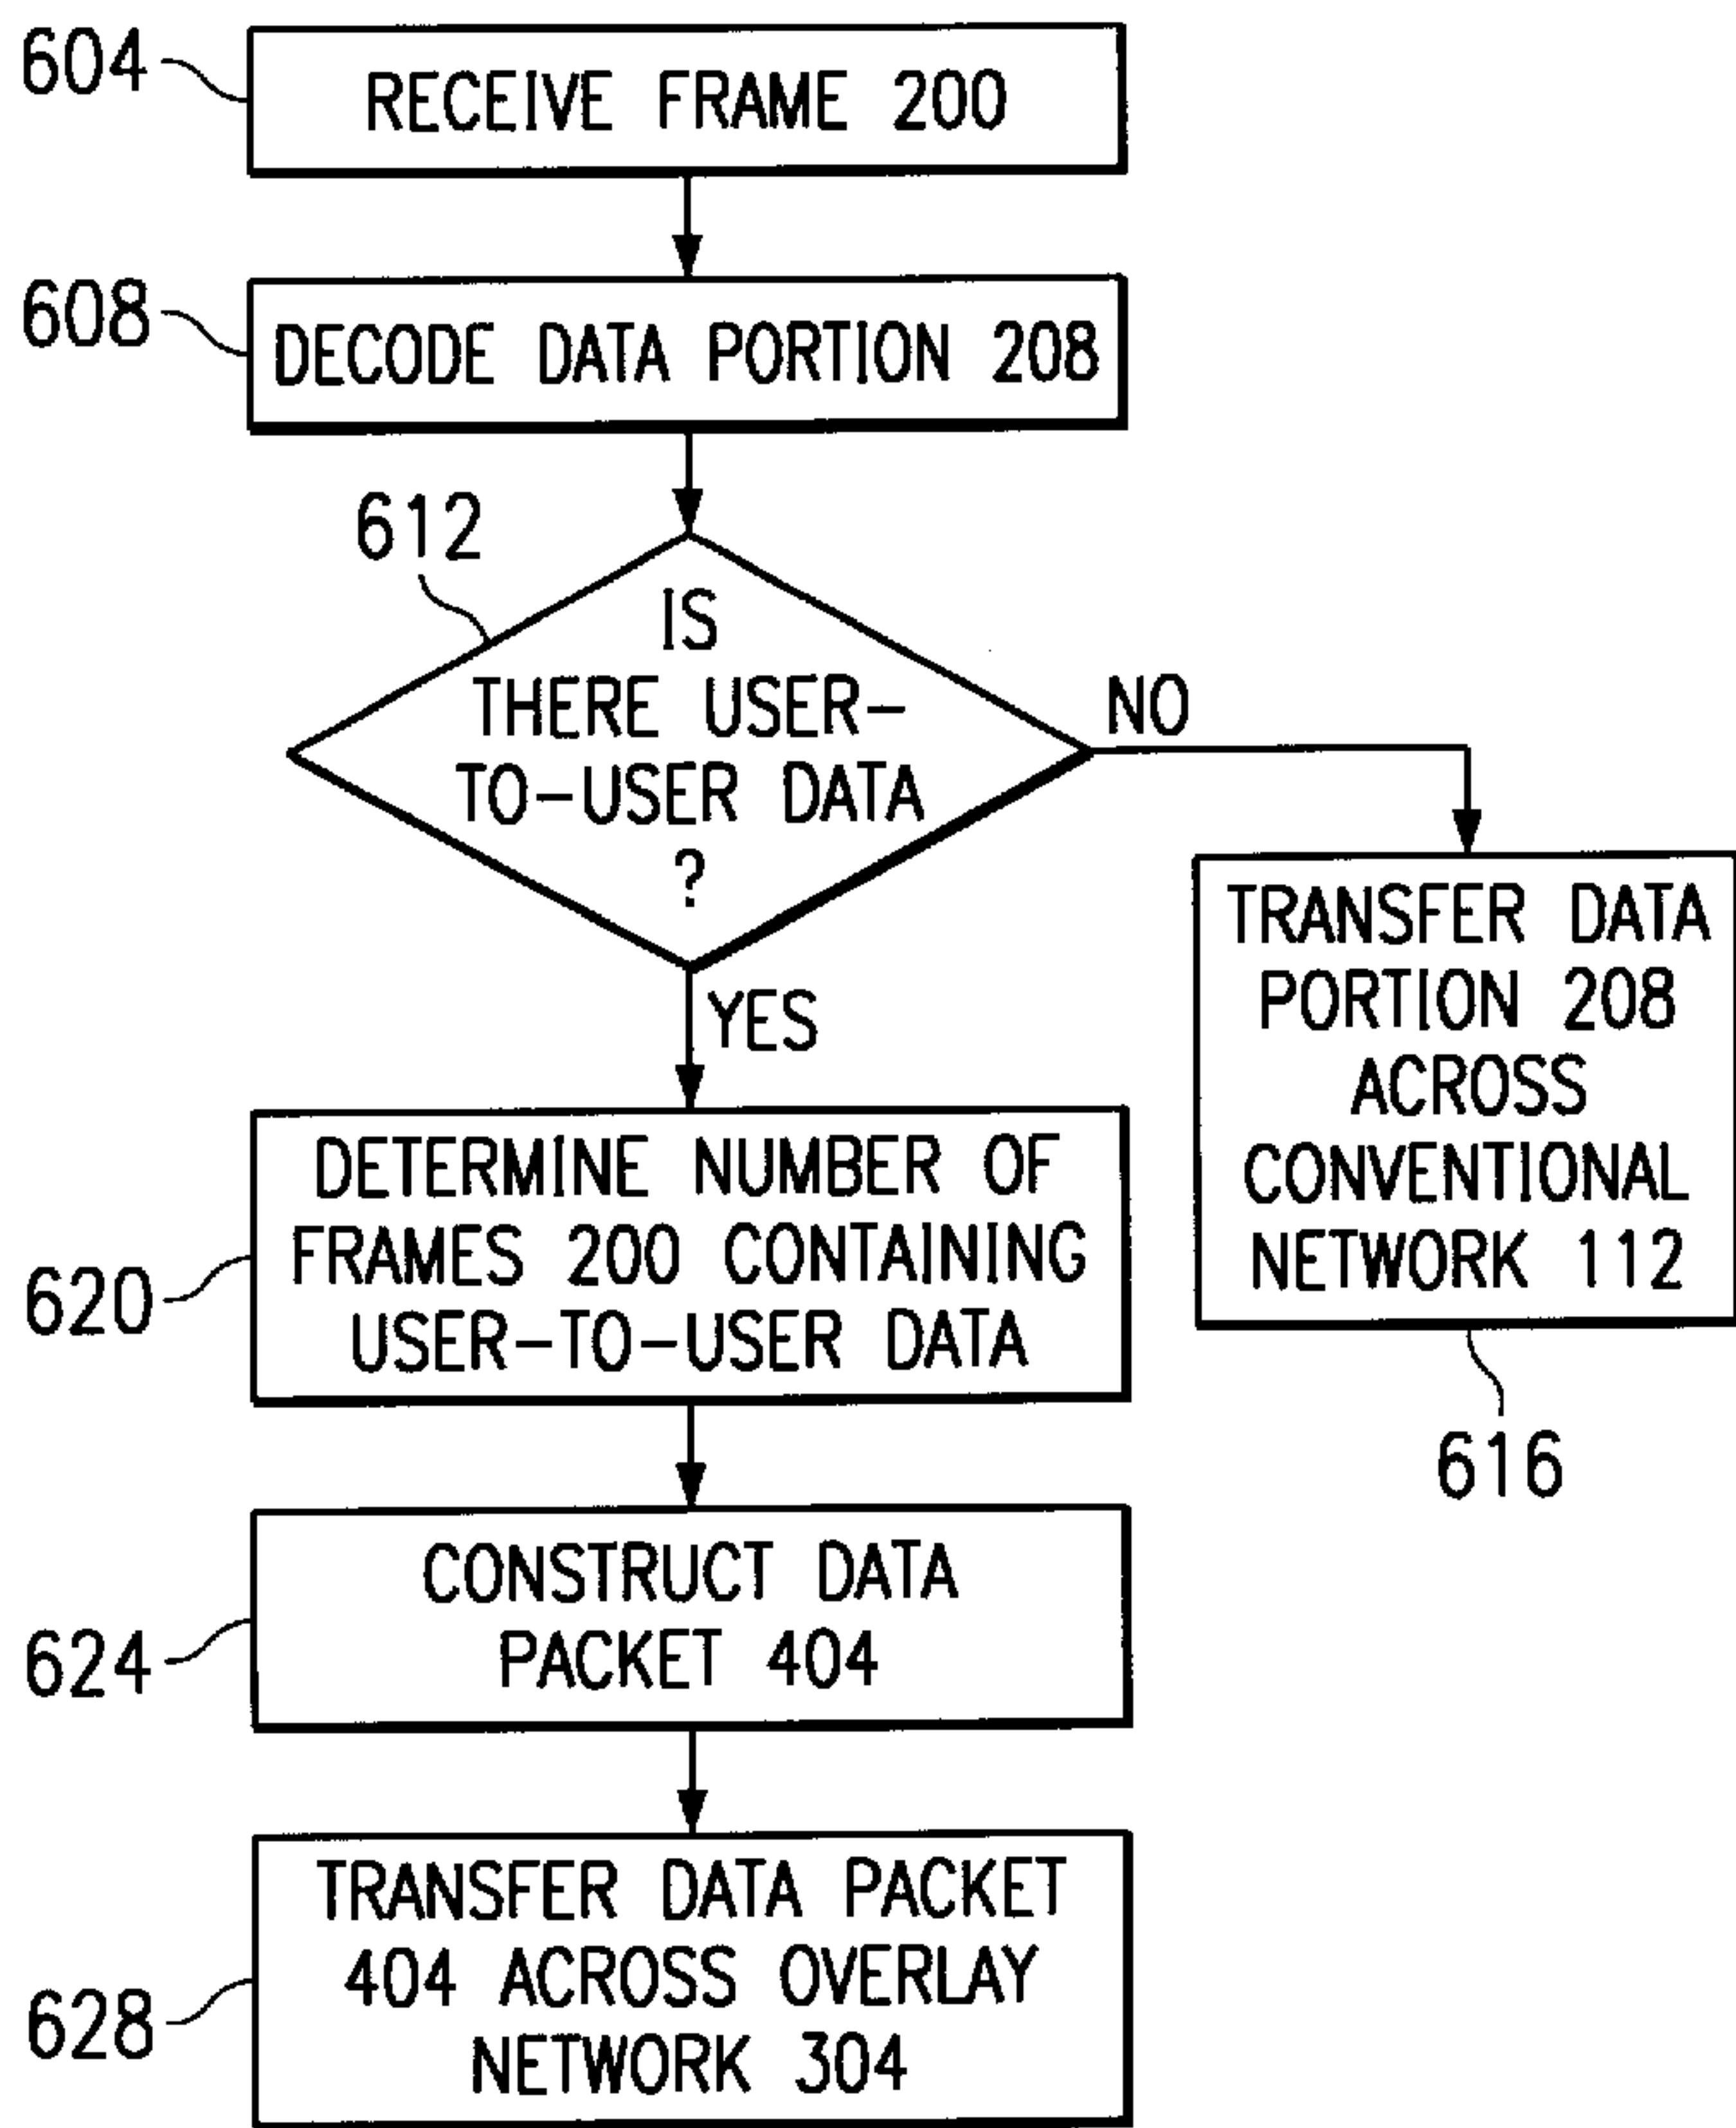 604
RECEIVE FRAME 200
608
DECODE DATA PORTION 208
612
IS
THERE USER-
TO-USER DATA
?
NO
YES
TRANSFER DATA
PORTION 208
ACROSS
CONVENTIONAL
NETWORK 112
616
620
DETERMINE NUMBER OF
FRAMES 200 CONTAINING
USER-TO-USER DATA
624
CONSTRUCT DATA
PACKET 404
628
TRANSFER DATA PACKET
404 ACROSS OVERLAY
NETWORK 304